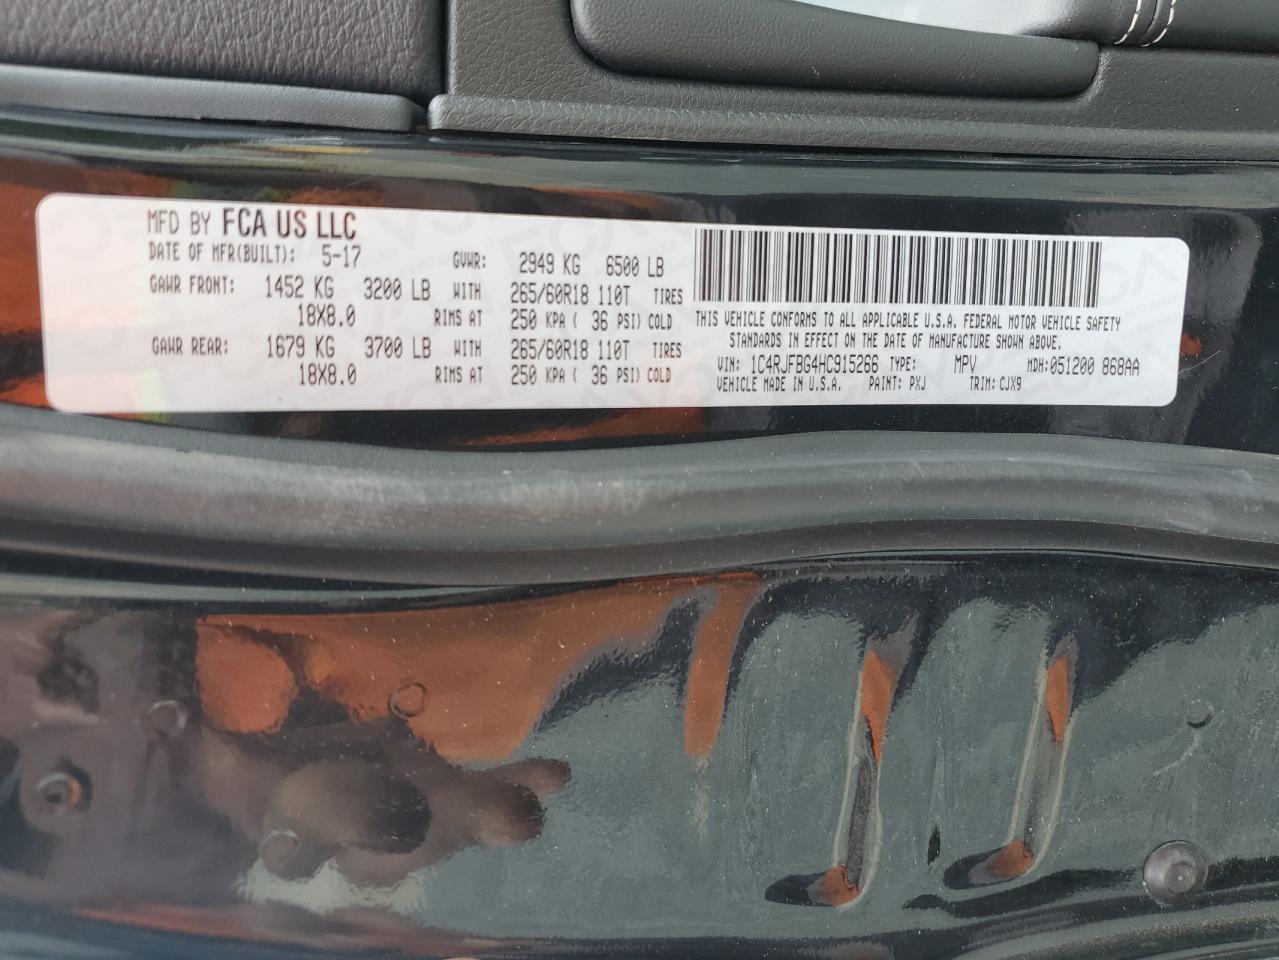 MFD BY FCA US LLC
DATE OF MFR(BUILT): 5-17 GVWR: 2949 KG 6500 LB
GAWR FRONT: 1452 KG 3200 LB WITH 265/60R18 110T TIRES
18X8.0 RIMS AT 250 KPA ( 36 PSI) COLD
GAWR REAR: 1679 KG 3700 LB WITH 265/60R18 110T TIRES
18X8.0 RIMS AT 250 KPA ( 36 PSI) COLD
THIS VEHICLE CONFORMS TO ALL APPLICABLE U.S.A. FEDERAL MOTOR VEHICLE SAFETY
STANDARDS IN EFFECT ON THE DATE OF MANUFACTURE SHOWN ABOVE.
VIN: 1C4RJFBG4HC915266 TYPE: MPV MDH:051200 868AA
VEHICLE MADE IN U.S.A. PAINT: PXJ TRIM: CJX9